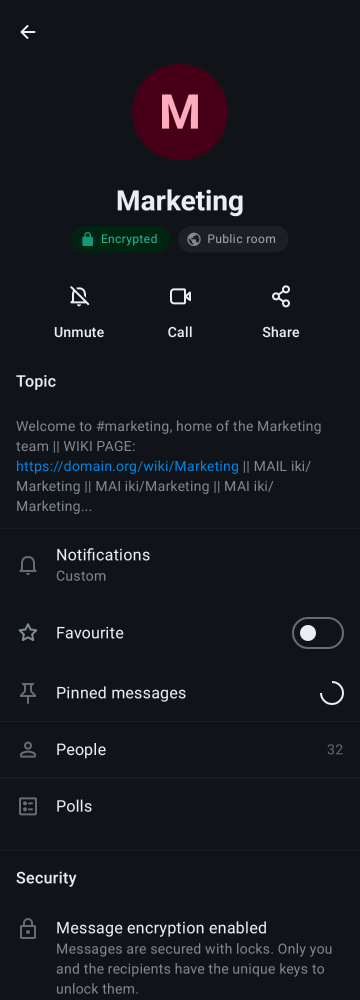 M
Marketing
Encrypted
Public room
Unmute
Call
Share
Topic
Welcome to #marketing, home of the Marketing
team || WIKI PAGE:
https://domain.org/wiki/Marketing || MAIL iki/
Marketing || MAI iki/Marketing || MAI iki/
Marketing...
Notifications
Custom
Favourite
Pinned messages
People 32
Polls
Security
Message encryption enabled
Messages are secured with locks. Only you
and the recipients have the unique keys to
unlock them.